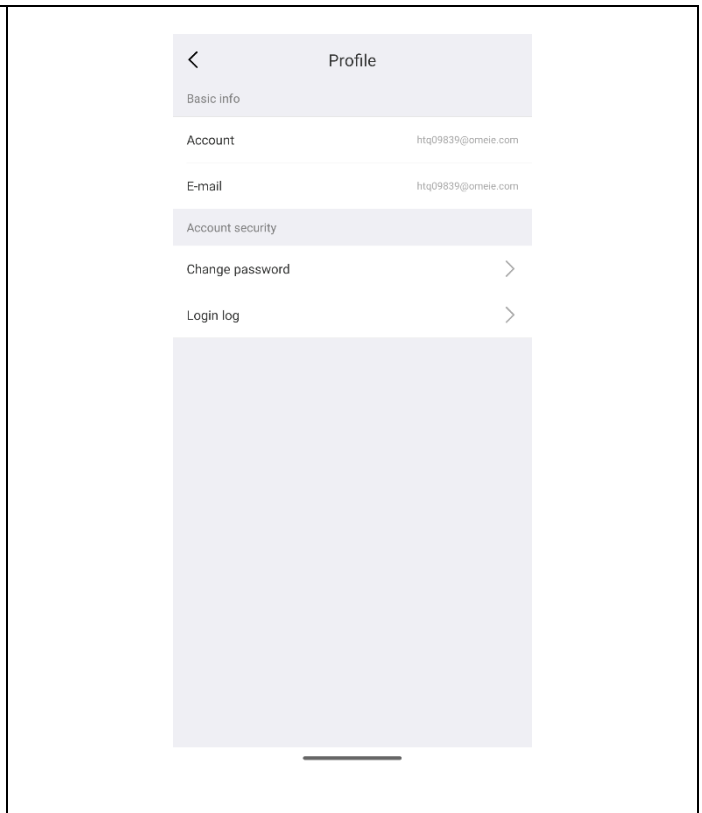 Profile
Basic info
Account htq09839@omeie.com
E-mail htq09839@omeie.com
Account security
Change password
Login log